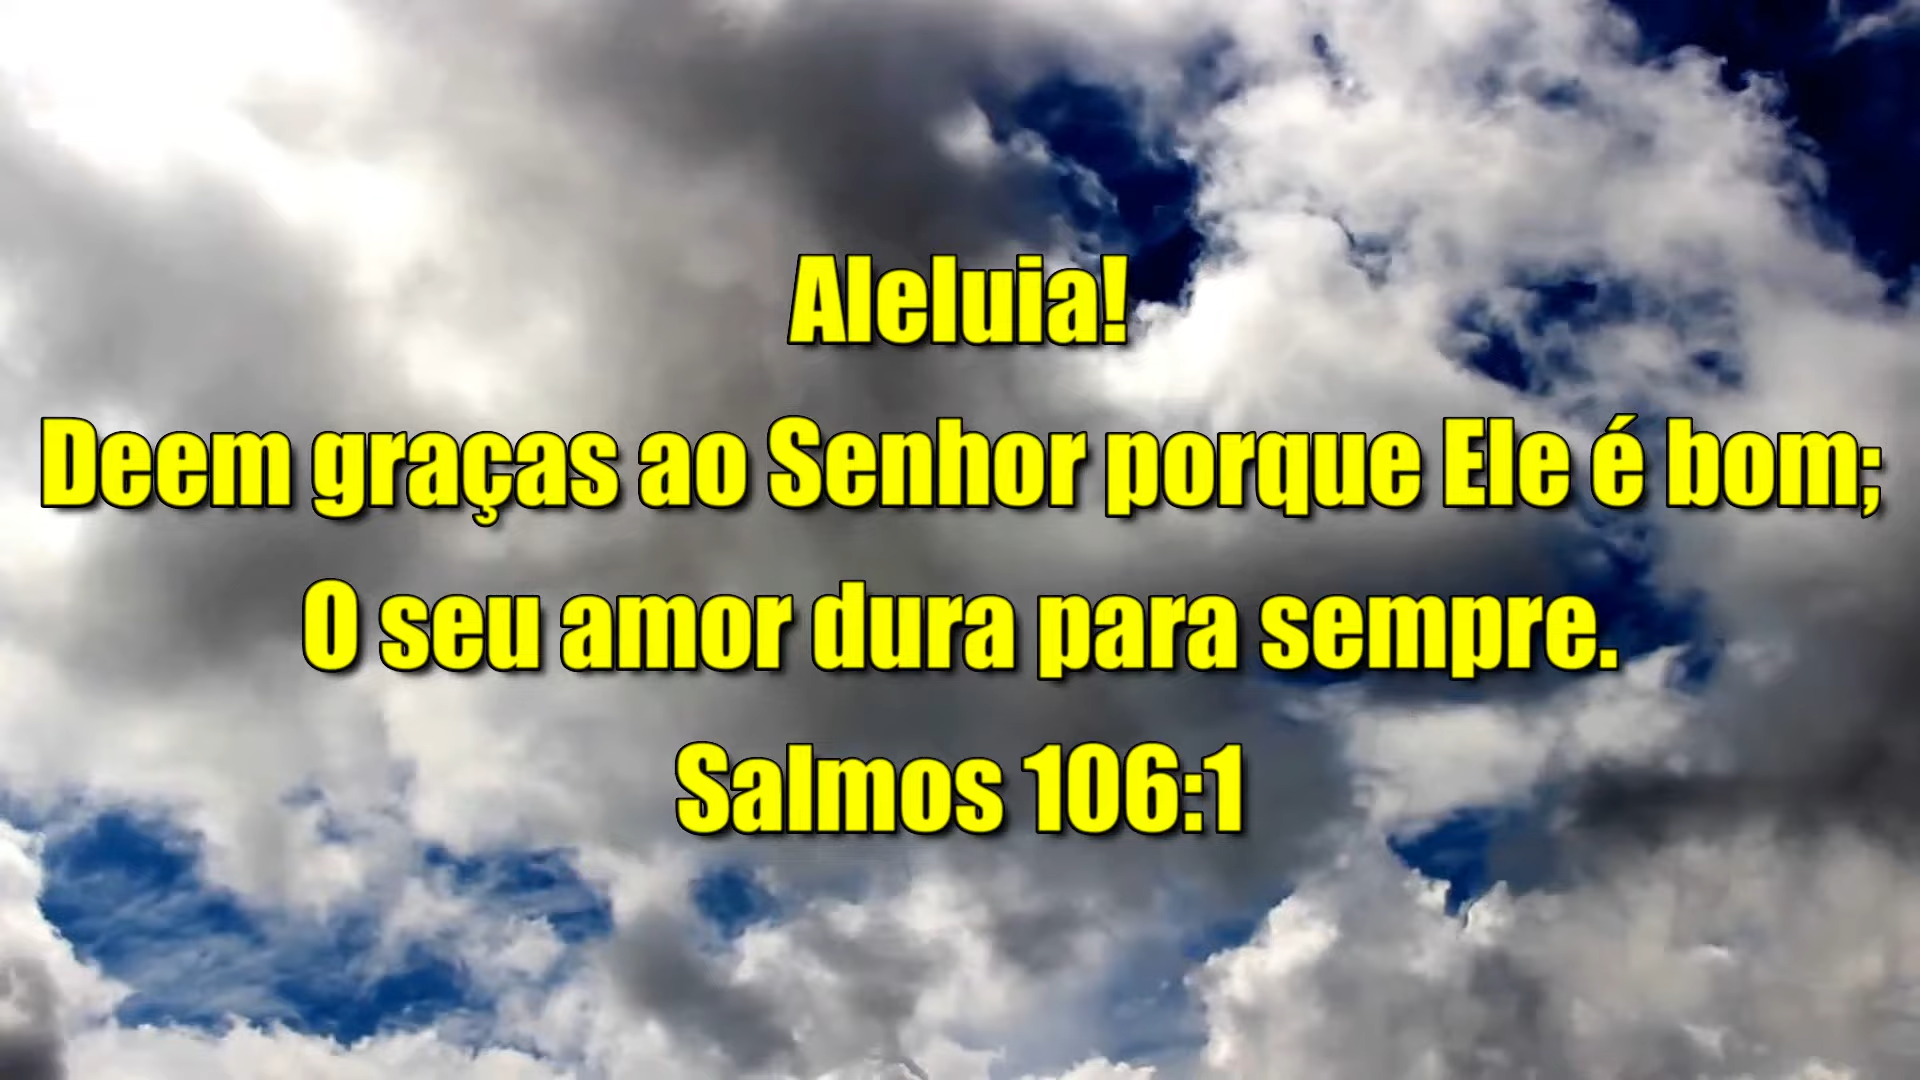 Aleluia!
Deem graças ao Senhor porque Ele é bom;
O seu amor dura para sempre.
Salmos 106:1